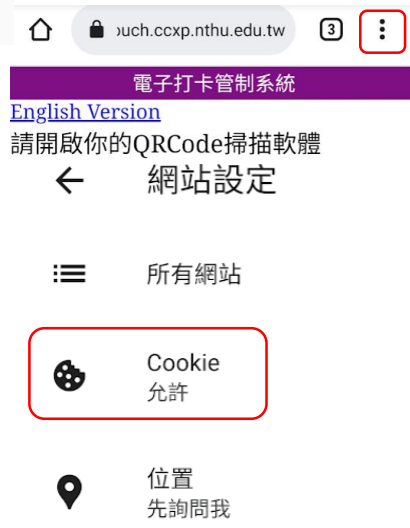 ouch.ccxp.nthu.edu.tw 3
電子打卡管制系統
English Version
請開啟你的QRCode掃描軟體
網站設定
所有網站
Cookie
允許
位置
先詢問我